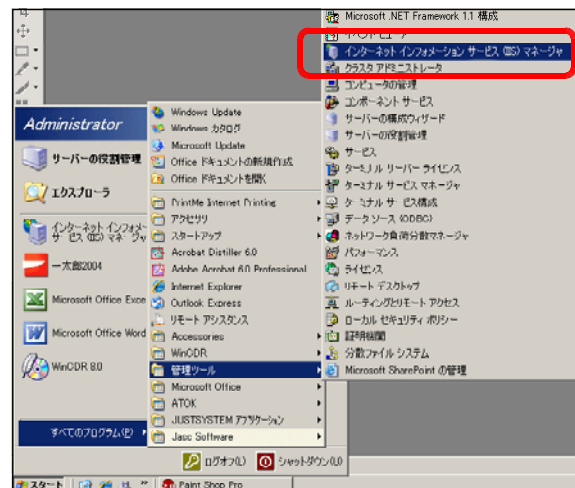 Administrator
サーバーの役割管理
エクスプローラ
インターネット インフォメー
サービス (IIS) マネージャ
一太郎2004
Microsoft Office Exce
Microsoft Office Word
WinCDR 8.0
すべてのプログラム(P)
Windows Update
Windows カタログ
Microsoft Update
Office ドキュメントの新規作成
Office ドキュメントを開く
PrintMe Internet Printing
アクセサリ
スタートアップ
Acrobat Distiller 6.0
Adobe Acrobat 6.0 Professional
Internet Explorer
Outlook Express
リモート アシスタンス
Accessories
WinCDR
管理ツール
Microsoft Office
ATOK
JUSTSYSTEM アプリケーション
Jasc Software
Microsoft .NET Framework 1.1 構成
イベント ビューア
インターネット インフォメーション サービス (IIS) マネージャ
クラスタ アドミニストレータ
コンピュータの管理
コンポーネント サービス
サーバーの構成ウィザード
サーバーの役割管理
サービス
ターミナル サーバー ライセンス
ターミナル サービス マネージャ
ターミナル サービス構成
データ ソース (ODBC)
ネットワーク負荷分散マネージャ
パフォーマンス
ライセンス
リモート デスクトップ
ルーティングとリモート アクセス
ローカル セキュリティ ポリシー
証明機関
分散ファイル システム
Microsoft SharePoint の管理
ログオフ(L)
シャットダウン(U)
スタート
Paint Shop Pro